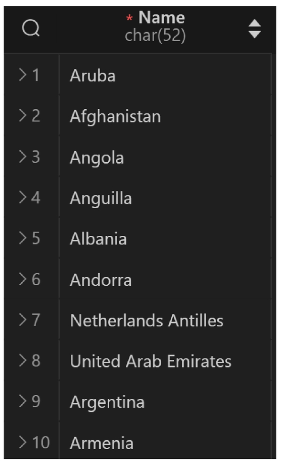 * Name
char(52)
> 1 Aruba
> 2 Afghanistan
> 3 Angola
> 4 Anguilla
> 5 Albania
> 6 Andorra
> 7 Netherlands Antilles
> 8 United Arab Emirates
> 9 Argentina
> 10 Armenia